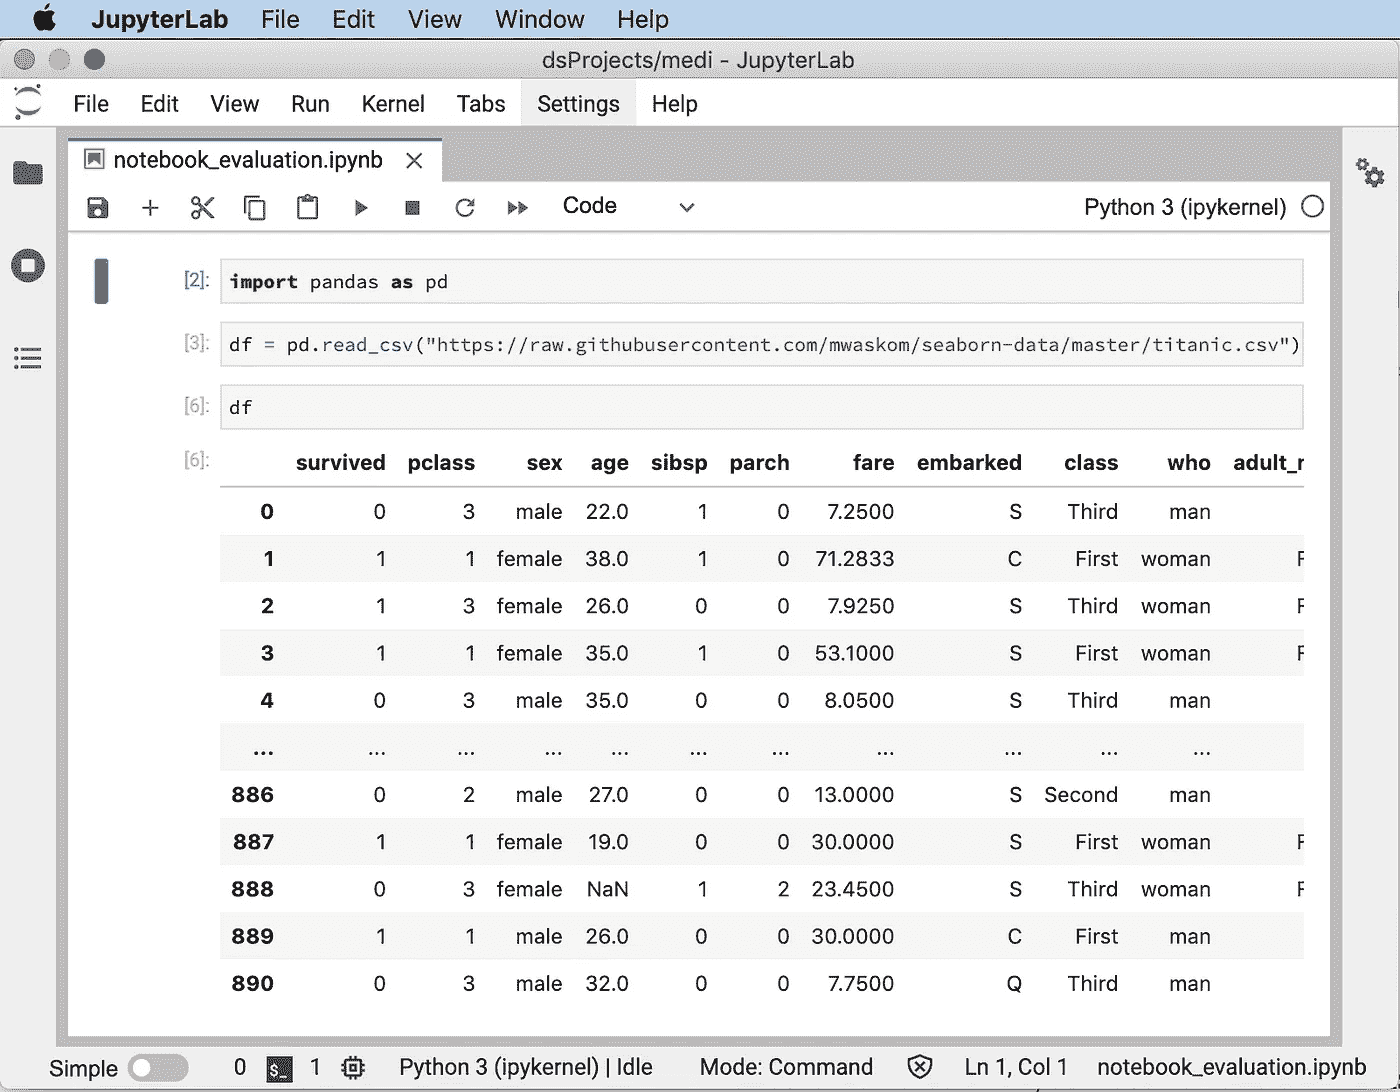 JupyterLab File Edit View Window Help
dsProjects/medi - JupyterLab
File Edit View Run Kernel Tabs Settings Help
notebook_evaluation.ipynb
Code Python 3 (ipykernel)
[2]: import pandas as pd
[3]: df = pd.read_csv("https://raw.githubusercontent.com/mwaskom/seaborn-data/master/titanic.csv")
[6]: df
[6]: survived pclass sex age sibsp parch fare embarked class who adult_r
0 0 3 male 22.0 1 0 7.2500 S Third man
1 1 1 female 38.0 1 0 71.2833 C First woman F
2 1 3 female 26.0 0 0 7.9250 S Third woman F
3 1 1 female 35.0 1 0 53.1000 S First woman F
4 0 3 male 35.0 0 0 8.0500 S Third man
... ... ... ... ... ... ... ... ... ... ...
886 0 2 male 27.0 0 0 13.0000 S Second man
887 1 1 female 19.0 0 0 30.0000 S First woman F
888 0 3 female NaN 1 2 23.4500 S Third woman F
889 1 1 male 26.0 0 0 30.0000 C First man
890 0 3 male 32.0 0 0 7.7500 Q Third man
Simple 0 $_ 1 Python 3 (ipykernel) | Idle Mode: Command Ln 1, Col 1 notebook_evaluation.ipynb